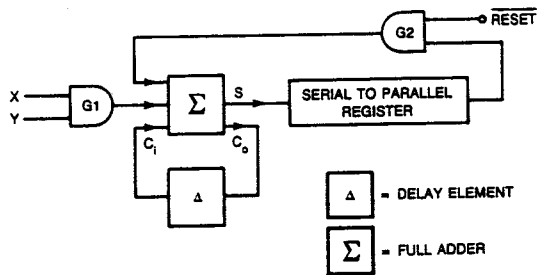 RESET
G2
X
Y
G1
Σ
S
SERIAL TO PARALLEL
REGISTER
Ci
Co
Δ
Δ = DELAY ELEMENT
Σ = FULL ADDER